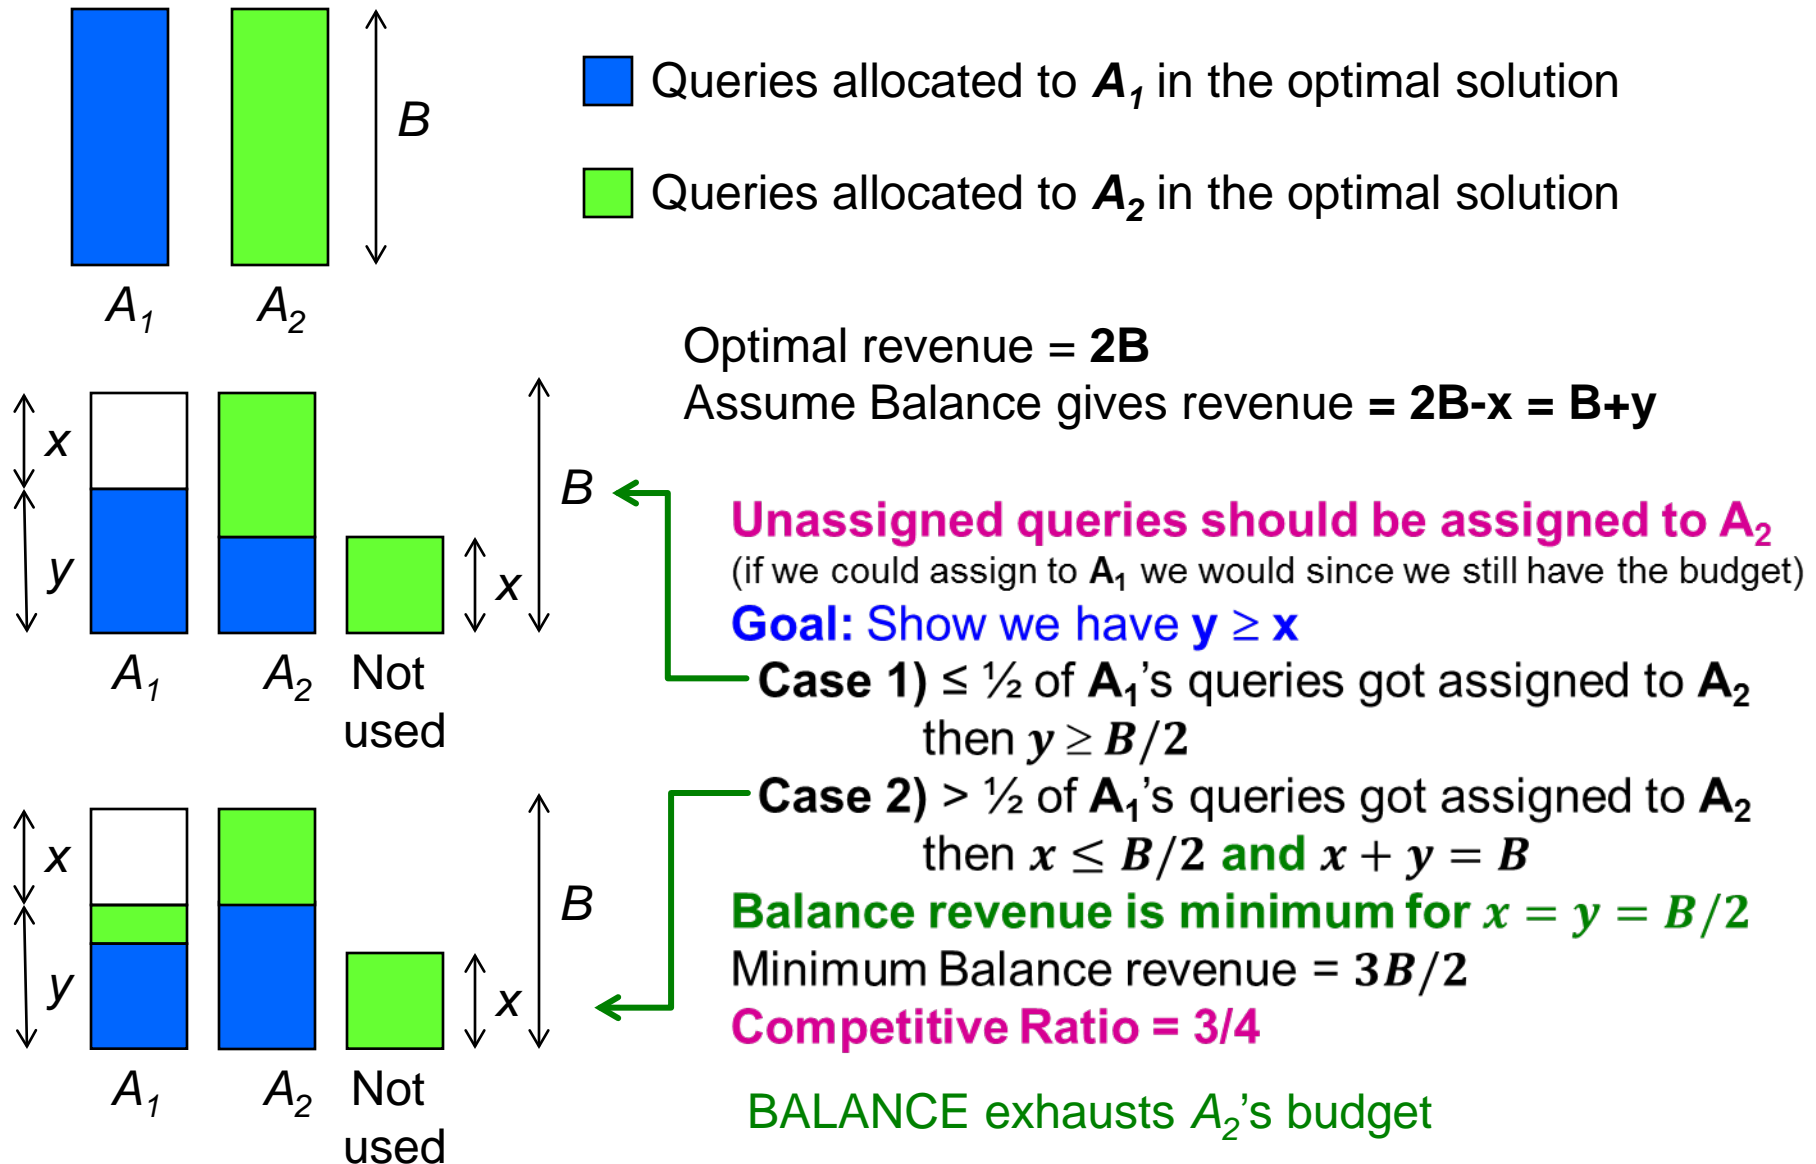 B
Queries allocated to A1 in the optimal solution
Queries allocated to A2 in the optimal solution
A1
A2
Optimal revenue = 2B
Assume Balance gives revenue = 2B-x = B+y
x
y
B
x
A1
A2
Not
used
Unassigned queries should be assigned to A2
(if we could assign to A1 we would since we still have the budget)
Goal: Show we have y ≥ x
Case 1) ≤ ½ of A1's queries got assigned to A2
then y ≥ B/2
Case 2) > ½ of A1's queries got assigned to A2
then x ≤ B/2 and x + y = B
Balance revenue is minimum for x = y = B/2
Minimum Balance revenue = 3B/2
Competitive Ratio = 3/4
x
y
B
x
A1
A2
Not
used
BALANCE exhausts A2's budget